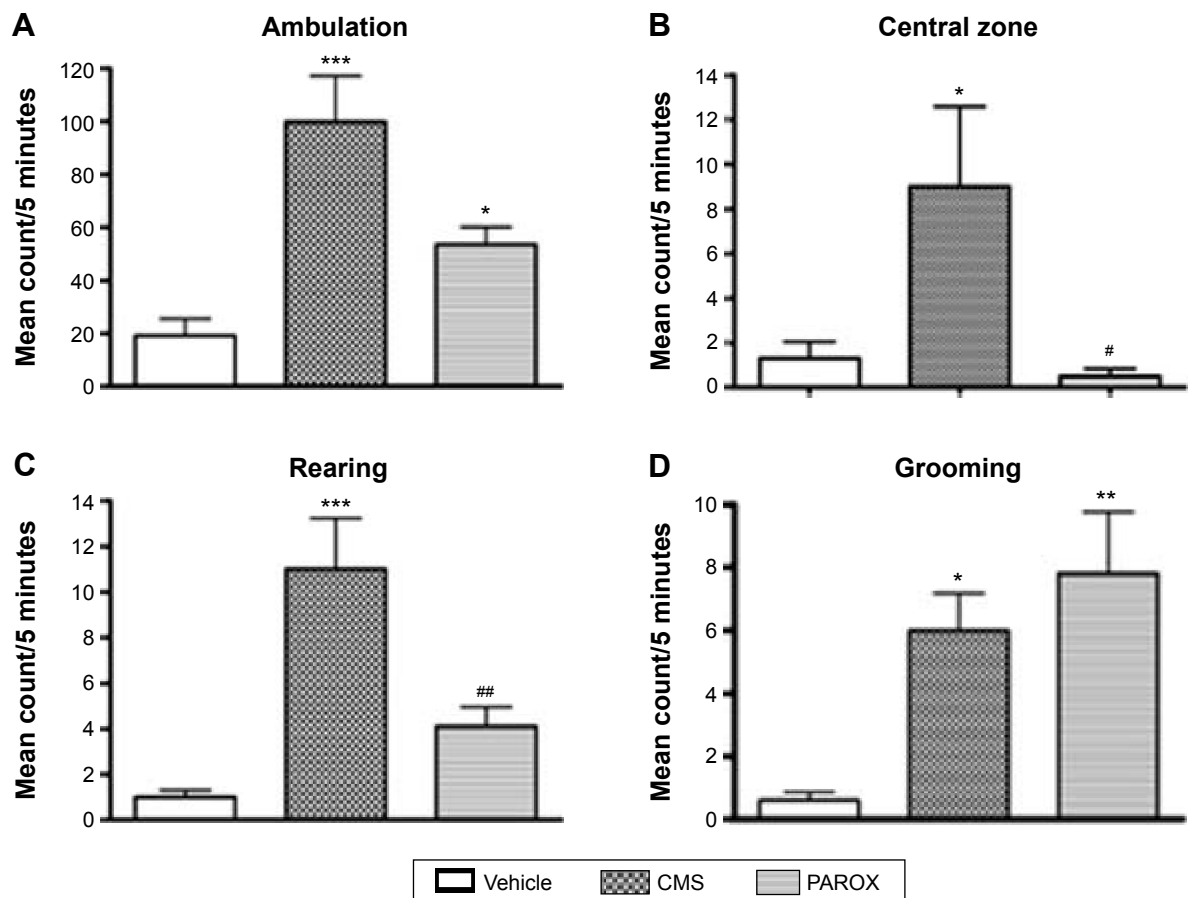 A
Ambulation
Mean count/5 minutes
120
100
80
60
40
20
0
***
*
B
Central zone
Mean count/5 minutes
14
12
10
8
6
4
2
0
*
#
C
Rearing
Mean count/5 minutes
14
12
10
8
6
4
2
0
***
##
D
Grooming
Mean count/5 minutes
10
8
6
4
2
0
*
**
Vehicle CMS PAROX